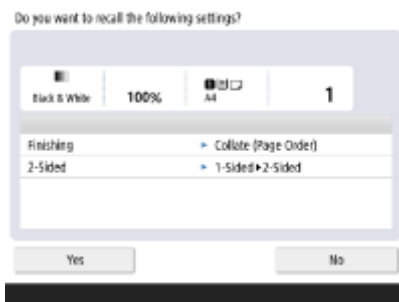 Do you want to recall the following settings?
Black & White
100%
1
A4
1
Finishing ▸ Collate (Page Order)
2-Sided ▸ 1-Sided▸2-Sided
Yes
No